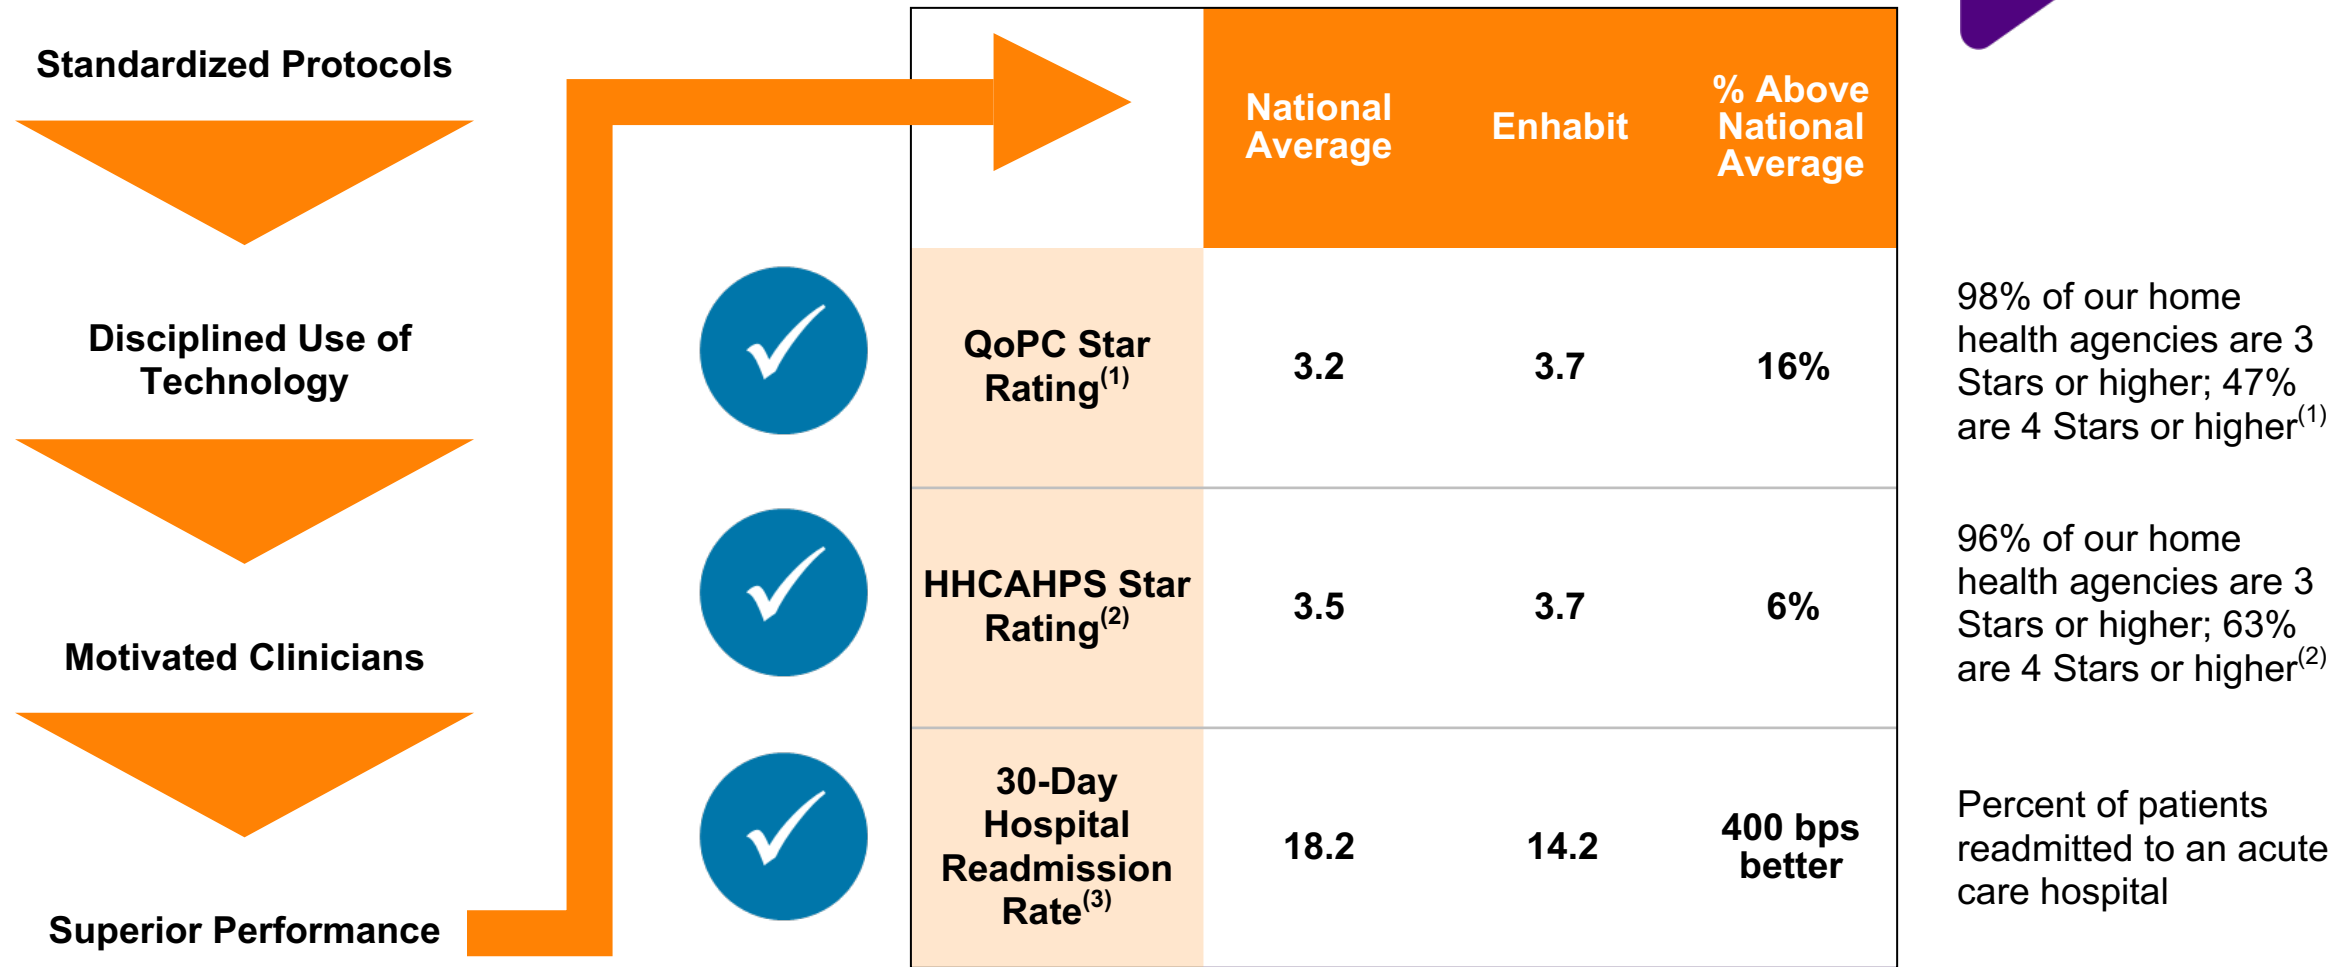 Standardized Protocols
Disciplined Use of
Technology
Motivated Clinicians
Superior Performance
National
Average
Enhabit
% Above
National
Average
QoPC Star
Rating(1)
3.2
3.7
16%
98% of our home
health agencies are 3
Stars or higher; 47%
are 4 Stars or higher(1)
HHCAHPS Star
Rating(2)
3.5
3.7
6%
96% of our home
health agencies are 3
Stars or higher; 63%
are 4 Stars or higher(2)
30-Day
Hospital
Readmission
Rate(3)
18.2
14.2
400 bps
better
Percent of patients
readmitted to an acute
care hospital